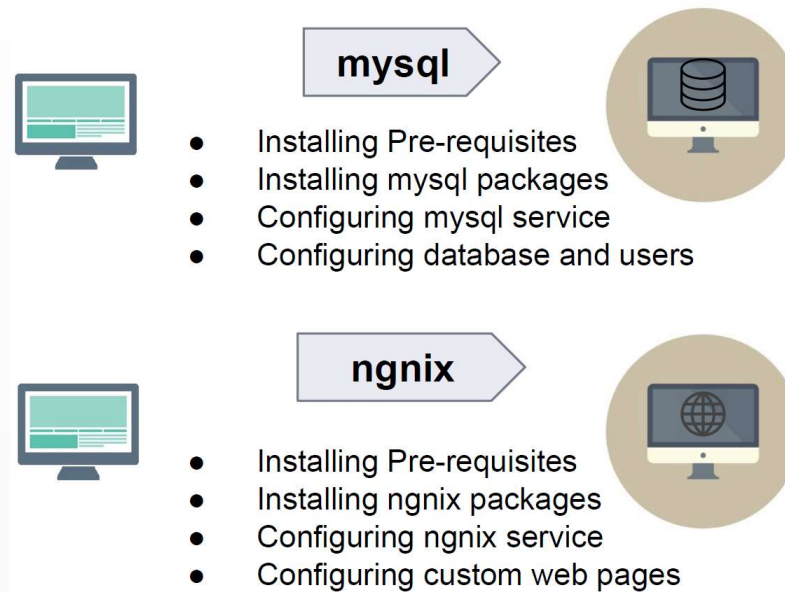 mysql
● Installing Pre-requisites
● Installing mysql packages
● Configuring mysql service
● Configuring database and users
ngnix
● Installing Pre-requisites
● Installing ngnix packages
● Configuring ngnix service
● Configuring custom web pages